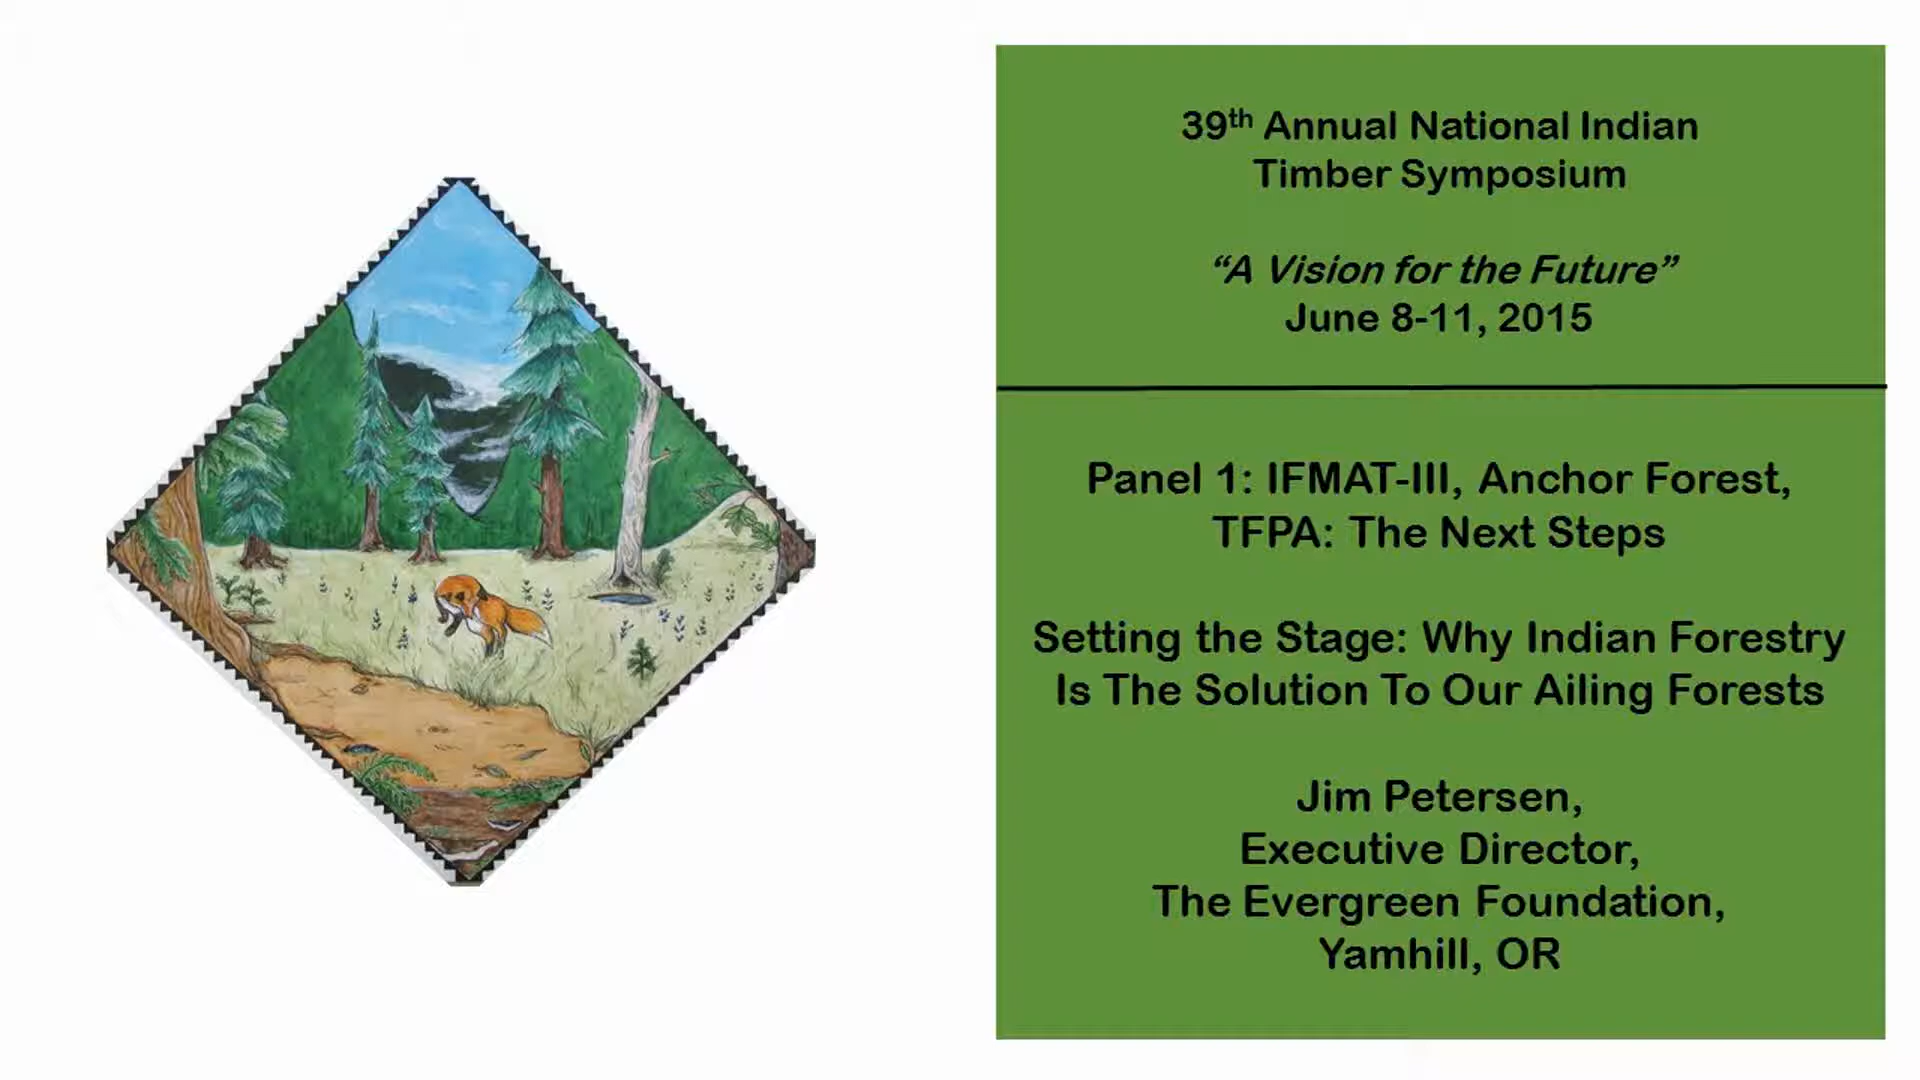 39th Annual National Indian
Timber Symposium
“A Vision for the Future”
June 8-11, 2015
Panel 1: IFMAT-III, Anchor Forest,
TFPA: The Next Steps
Setting the Stage: Why Indian Forestry
Is The Solution To Our Ailing Forests
Jim Petersen,
Executive Director,
The Evergreen Foundation,
Yamhill, OR